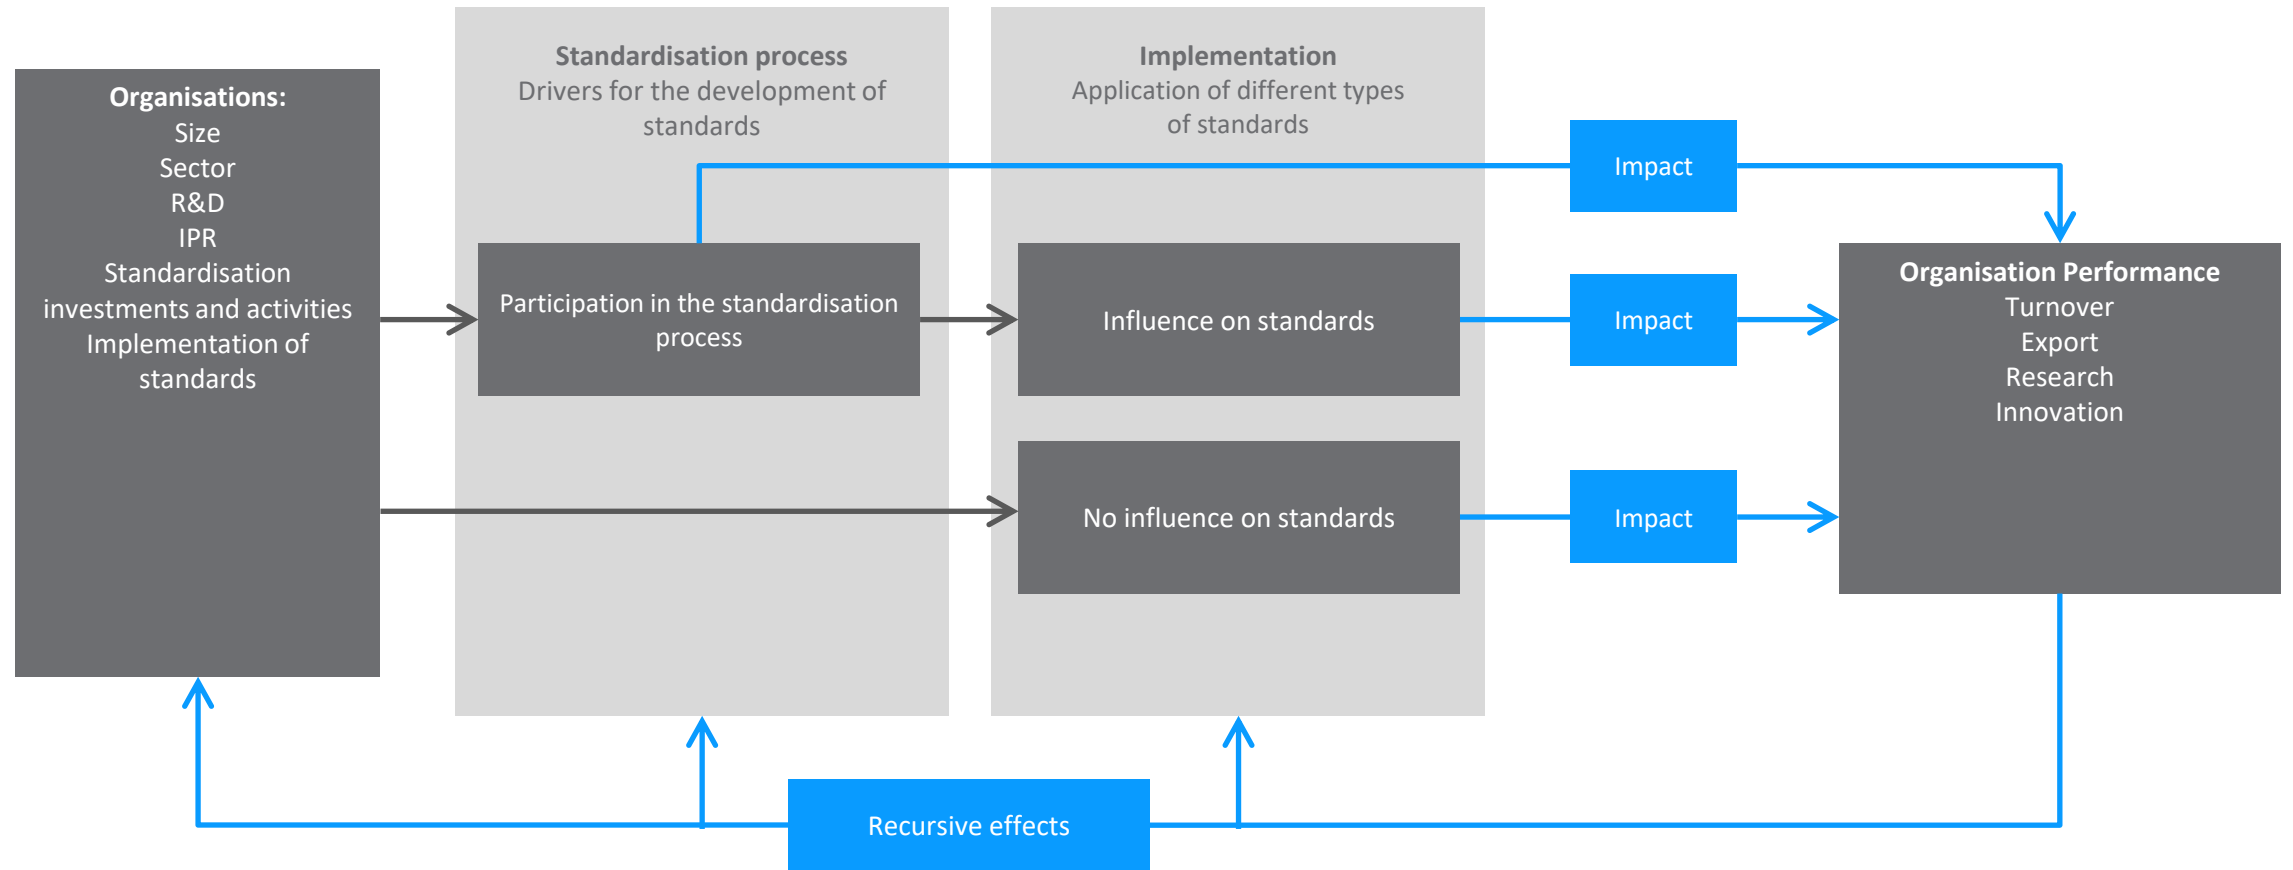 Organisations:
Size
Sector
R&D
IPR
Standardisation
investments and activities
Implementation of
standards
Standardisation process
Drivers for the development of
standards
Participation in the standardisation
process
Implementation
Application of different types
of standards
Influence on standards
No influence on standards
Impact
Impact
Impact
Organisation Performance
Turnover
Export
Research
Innovation
Recursive effects